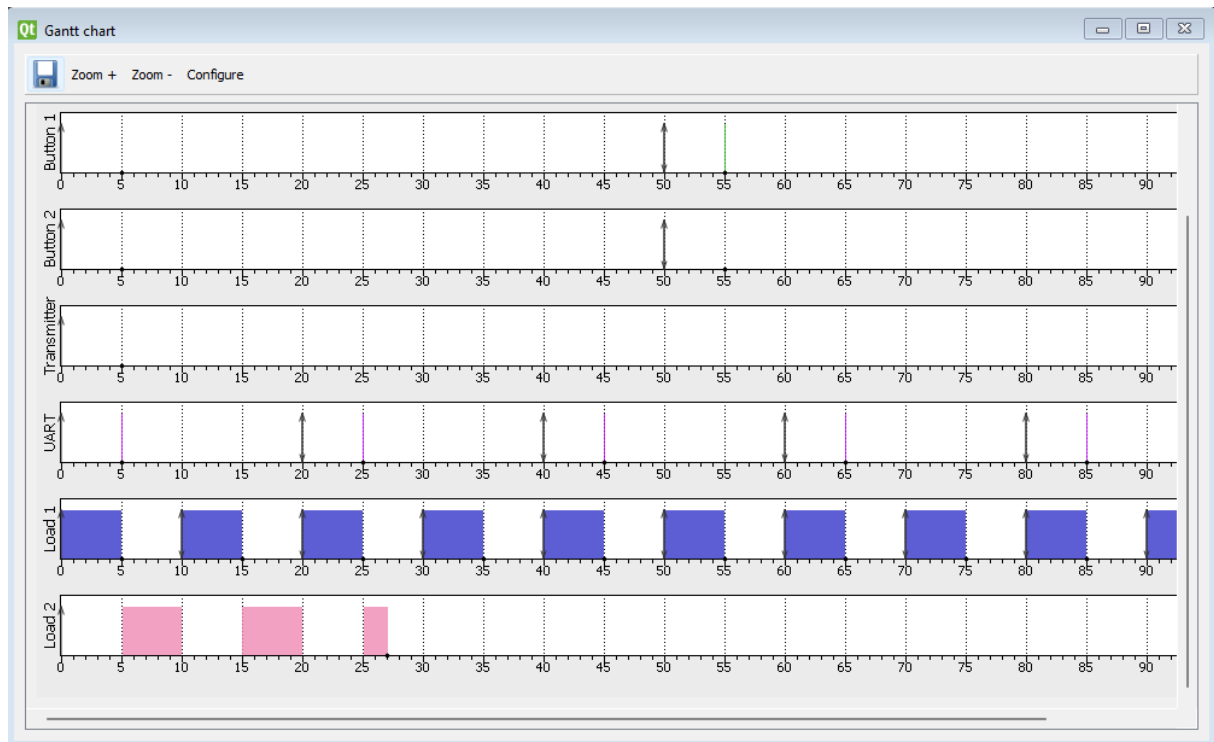 Qt Gantt chart
Zoom + Zoom - Configure
Button 1
0 5 10 15 20 25 30 35 40 45 50 55 60 65 70 75 80 85 90
Button 2
0 5 10 15 20 25 30 35 40 45 50 55 60 65 70 75 80 85 90
Transmitter
0 5 10 15 20 25 30 35 40 45 50 55 60 65 70 75 80 85 90
UART
0 5 10 15 20 25 30 35 40 45 50 55 60 65 70 75 80 85 90
Load 1
0 5 10 15 20 25 30 35 40 45 50 55 60 65 70 75 80 85 90
Load 2
0 5 10 15 20 25 30 35 40 45 50 55 60 65 70 75 80 85 90